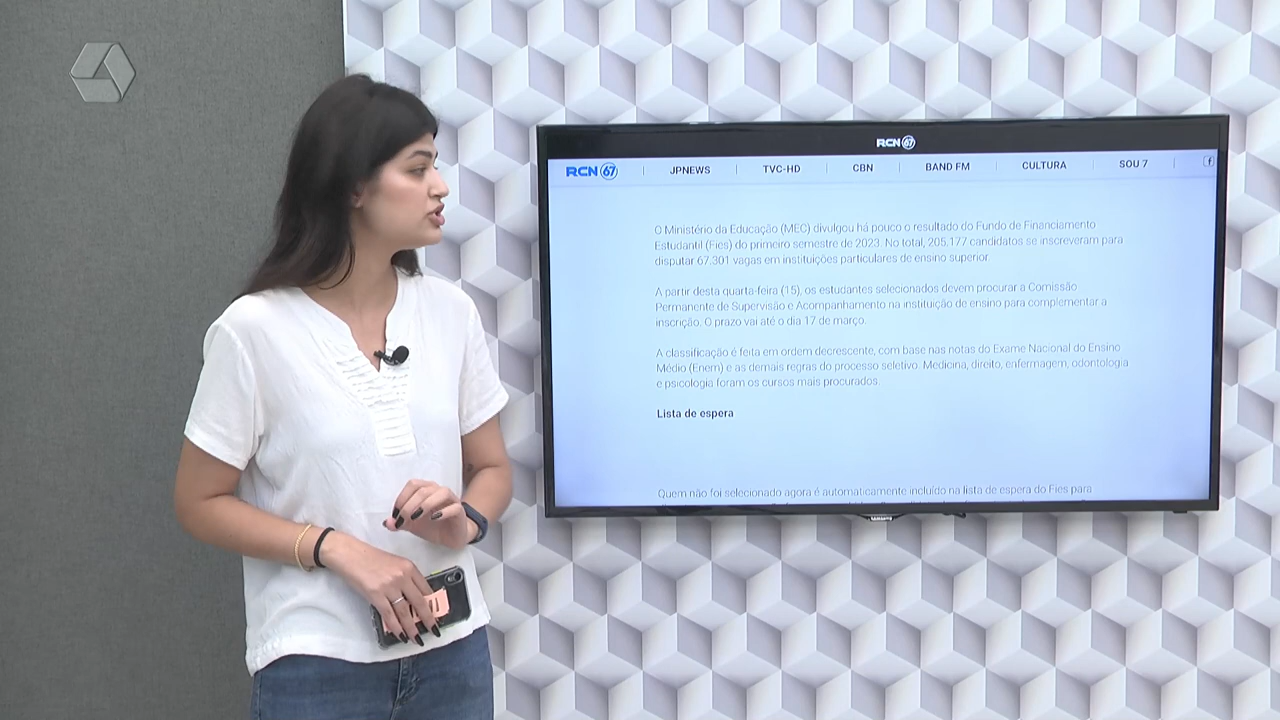 RCN 67
RCN 67
JPNEWS
TVC-HD
CBN
BAND FM
CULTURA
SOU 7
f
O Ministério da Educação (MEC) divulgou há pouco o resultado do Fundo de Financiamento
Estudantil (Fies) do primeiro semestre de 2023. No total, 205.177 candidatos se inscreveram para
disputar 67.301 vagas em instituições particulares de ensino superior.
A partir desta quarta-feira (15), os estudantes selecionados devem procurar a Comissão
Permanente de Supervisão e Acompanhamento na instituição de ensino para complementar a
inscrição. O prazo vai até o dia 17 de março.
A classificação é feita em ordem decrescente, com base nas notas do Exame Nacional do Ensino
Médio (Enem) e as demais regras do processo seletivo. Medicina, direito, enfermagem, odontologia
e psicologia foram os cursos mais procurados.
Lista de espera
Quem não foi selecionado agora é automaticamente incluído na lista de espera do Fies para
SAMSUNG